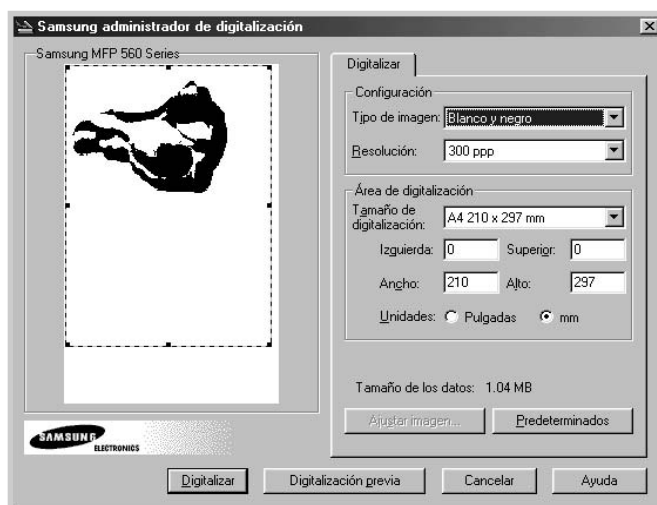 Samsung administrador de digitalización
Samsung MFP 560 Series
Digitalizar
Configuración
Tipo de imagen: Blanco y negro
Resolución: 300 ppp
Área de digitalización
Tamaño de
digitalización: A4 210 x 297 mm
Izquierda: 0 Superior: 0
Ancho: 210 Alto: 297
Unidades: Pulgadas mm
Tamaño de los datos: 1.04 MB
Ajustar imagen... Predeterminados
SAMSUNG
ELECTRONICS
Digitalizar Digitalización previa Cancelar Ayuda